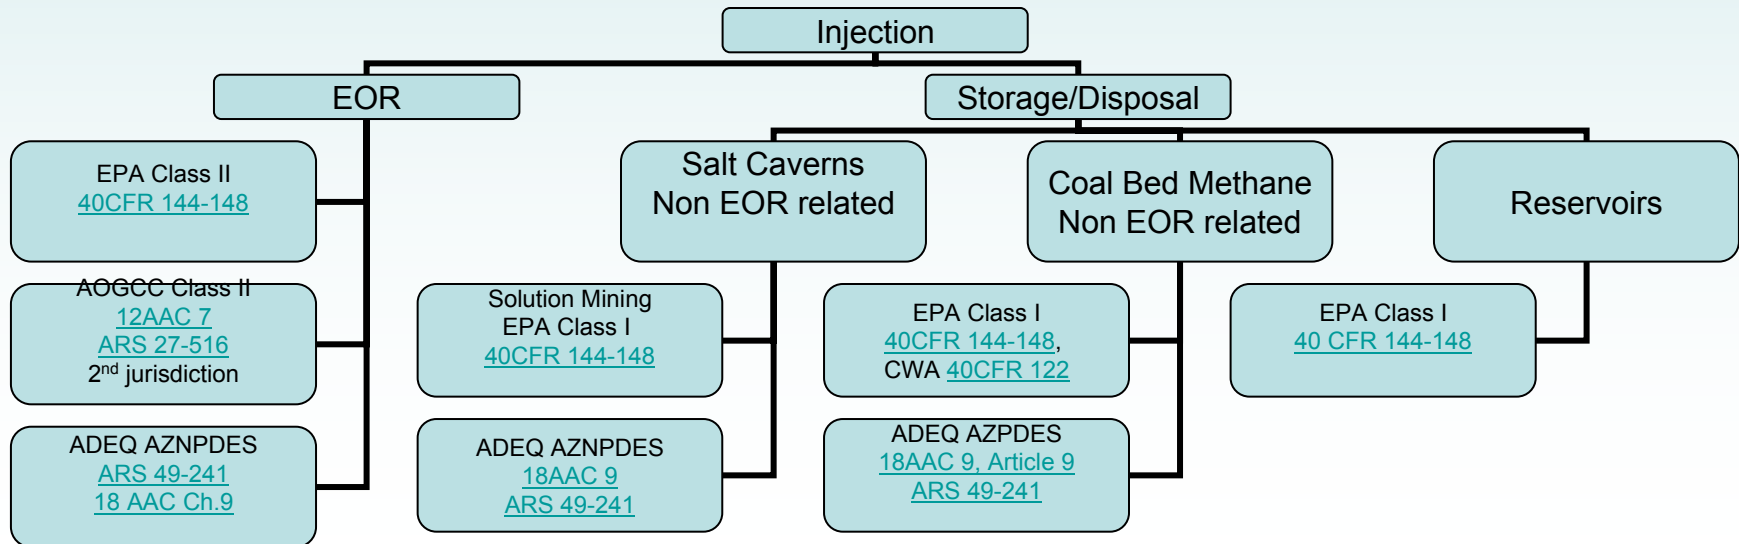 Injection
EOR
Storage/Disposal
EPA Class II
40CFR 144-148
AOGCC Class II
12AAC 7
ARS 27-516
2nd jurisdiction
ADEQ AZNPDES
ARS 49-241
18 AAC Ch.9
Salt Caverns
Non EOR related
Solution Mining
EPA Class I
40CFR 144-148
ADEQ AZNPDES
18AAC 9
ARS 49-241
Coal Bed Methane
Non EOR related
EPA Class I
40CFR 144-148,
CWA 40CFR 122
ADEQ AZPDES
18AAC 9, Article 9
ARS 49-241
Reservoirs
EPA Class I
40 CFR 144-148